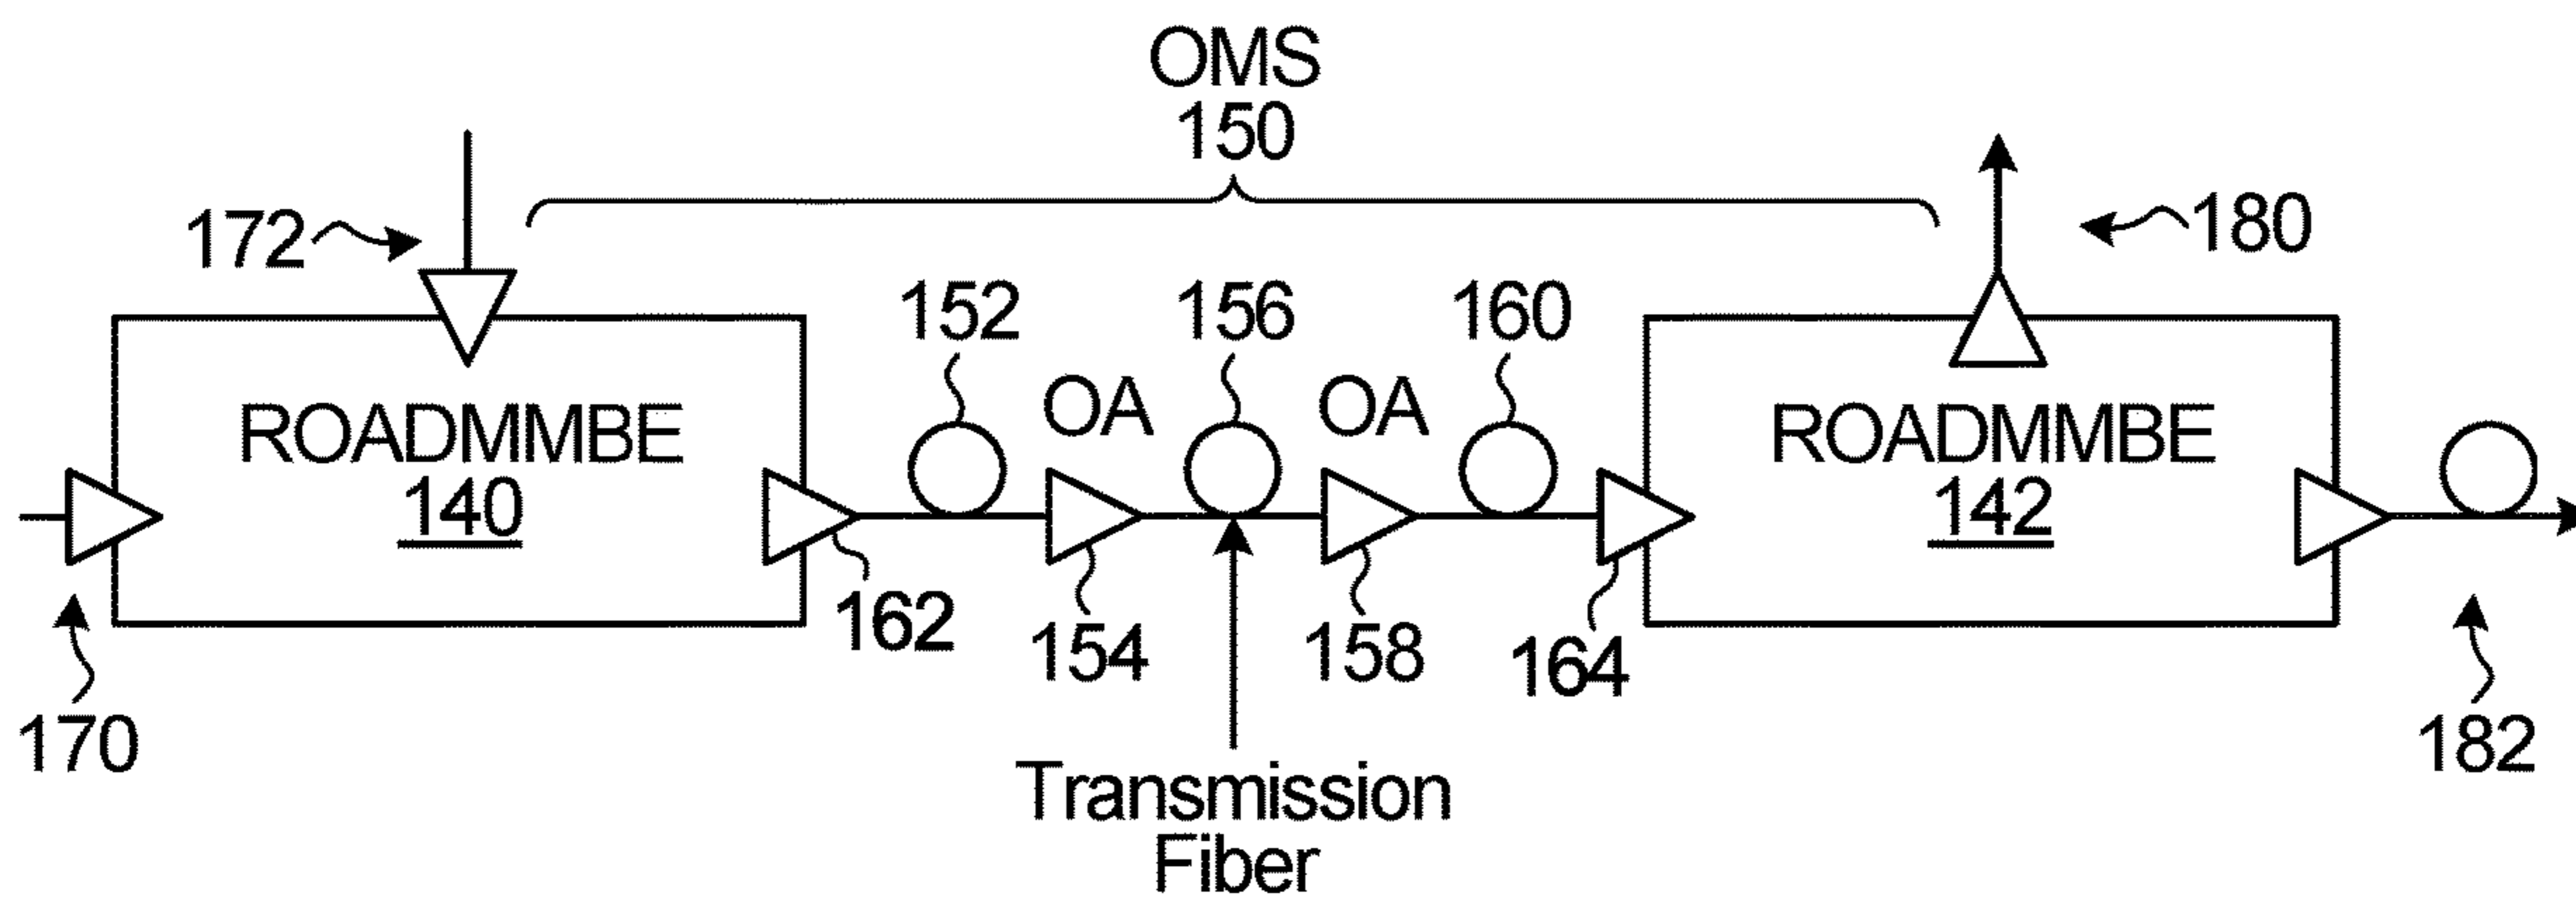 OMS
150
172
180
152
156
160
OA
OA
ROADMMBE
140
ROADMMBE
142
162
154
158
164
170
182
Transmission
Fiber